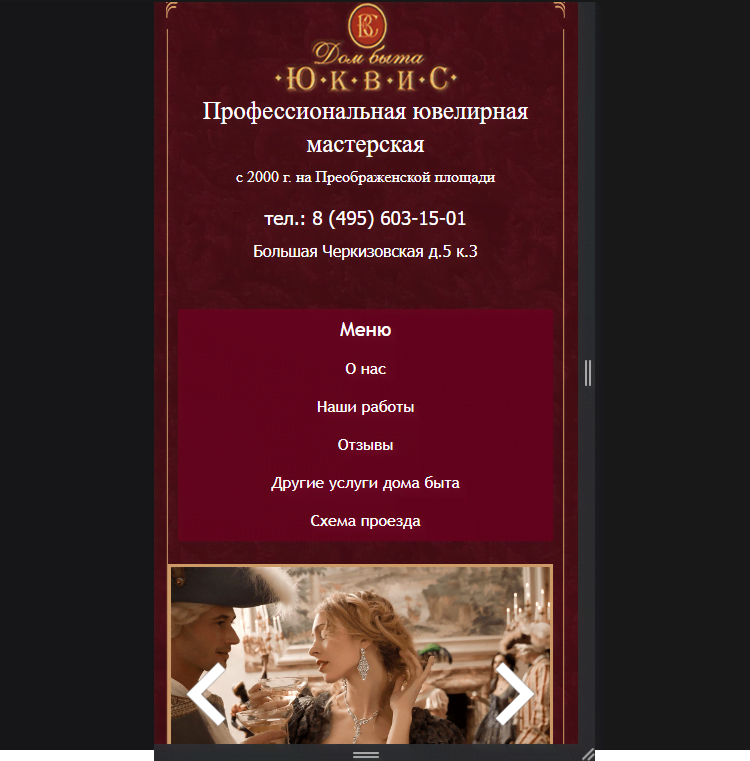 ВС
Дом быта
·Ю·К·В·И·С·
Профессиональная ювелирная
мастерская
с 2000 г. на Преображенской площади
тел.: 8 (495) 603-15-01
Большая Черкизовская д.5 к.3
Меню
О нас
Наши работы
Отзывы
Другие услуги дома быта
Схема проезда